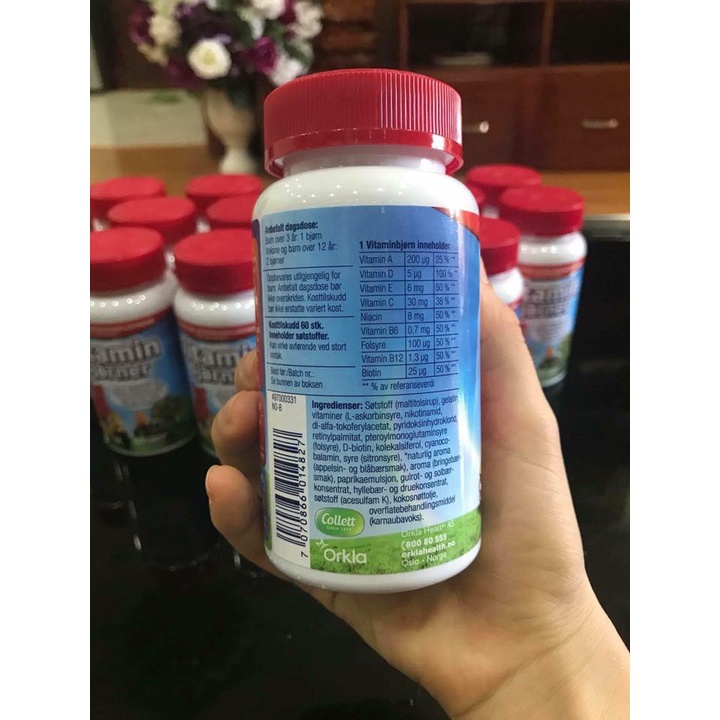 Anbefalt dagsdose:
Barn over 3 år: 1 bjørn
Voksne og barn over 12 år:
2 bjørner
Oppbevares utilgjengelig for
barn. Anbefalt dagsdose bør
ikke overskrides. Kosttilskudd
bør ikke erstatte variert kost.
Kosttilskudd 60 stk.
Inneholder søtstoffer.
Kan virke avførende ved stort
inntak.
Best før:/Batch nr.:
Se bunnen av boksen
1 Vitaminbjørn inneholder:
Vitamin A 200 µg 25 % **
Vitamin D 5 µg 100 % **
Vitamin E 6 mg 50 % **
Vitamin C 30 mg 38 % **
Niacin 8 mg 50 % **
Vitamin B6 0,7 mg 50 % **
Folsyre 100 µg 50 % **
Vitamin B12 1,3 µg 50 % **
Biotin 25 µg 50 % **
** % av referanseverdi
497000331
NO-B
7 070866 014827
Ingredienser: Søtstoff (maltitolsirup), gelatin,
vitaminer (L-askorbinsyre, nikotinamid,
dl-alfa-tokoferylacetat, pyridoksinhydroklorid,
retinylpalmitat, pteroylmonoglutaminsyre
(folsyre), D-biotin, kolekalsiferol, cyanoco-
balamin, syre (sitronsyre), *naturlig aroma
(appelsin- og blåbærsmak), aroma (bringebær-
smak), paprikaemulsjon, gulrot- og solbær-
konsentrat, hyllebær- og druekonsentrat,
søtstoff (acesulfam K), kokosnøttolje,
overflatebehandlingsmiddel
(karnaubavoks).
Collett
Orkla
Orkla Health AS
800 80 555
orklahealth.no
Oslo - Norge